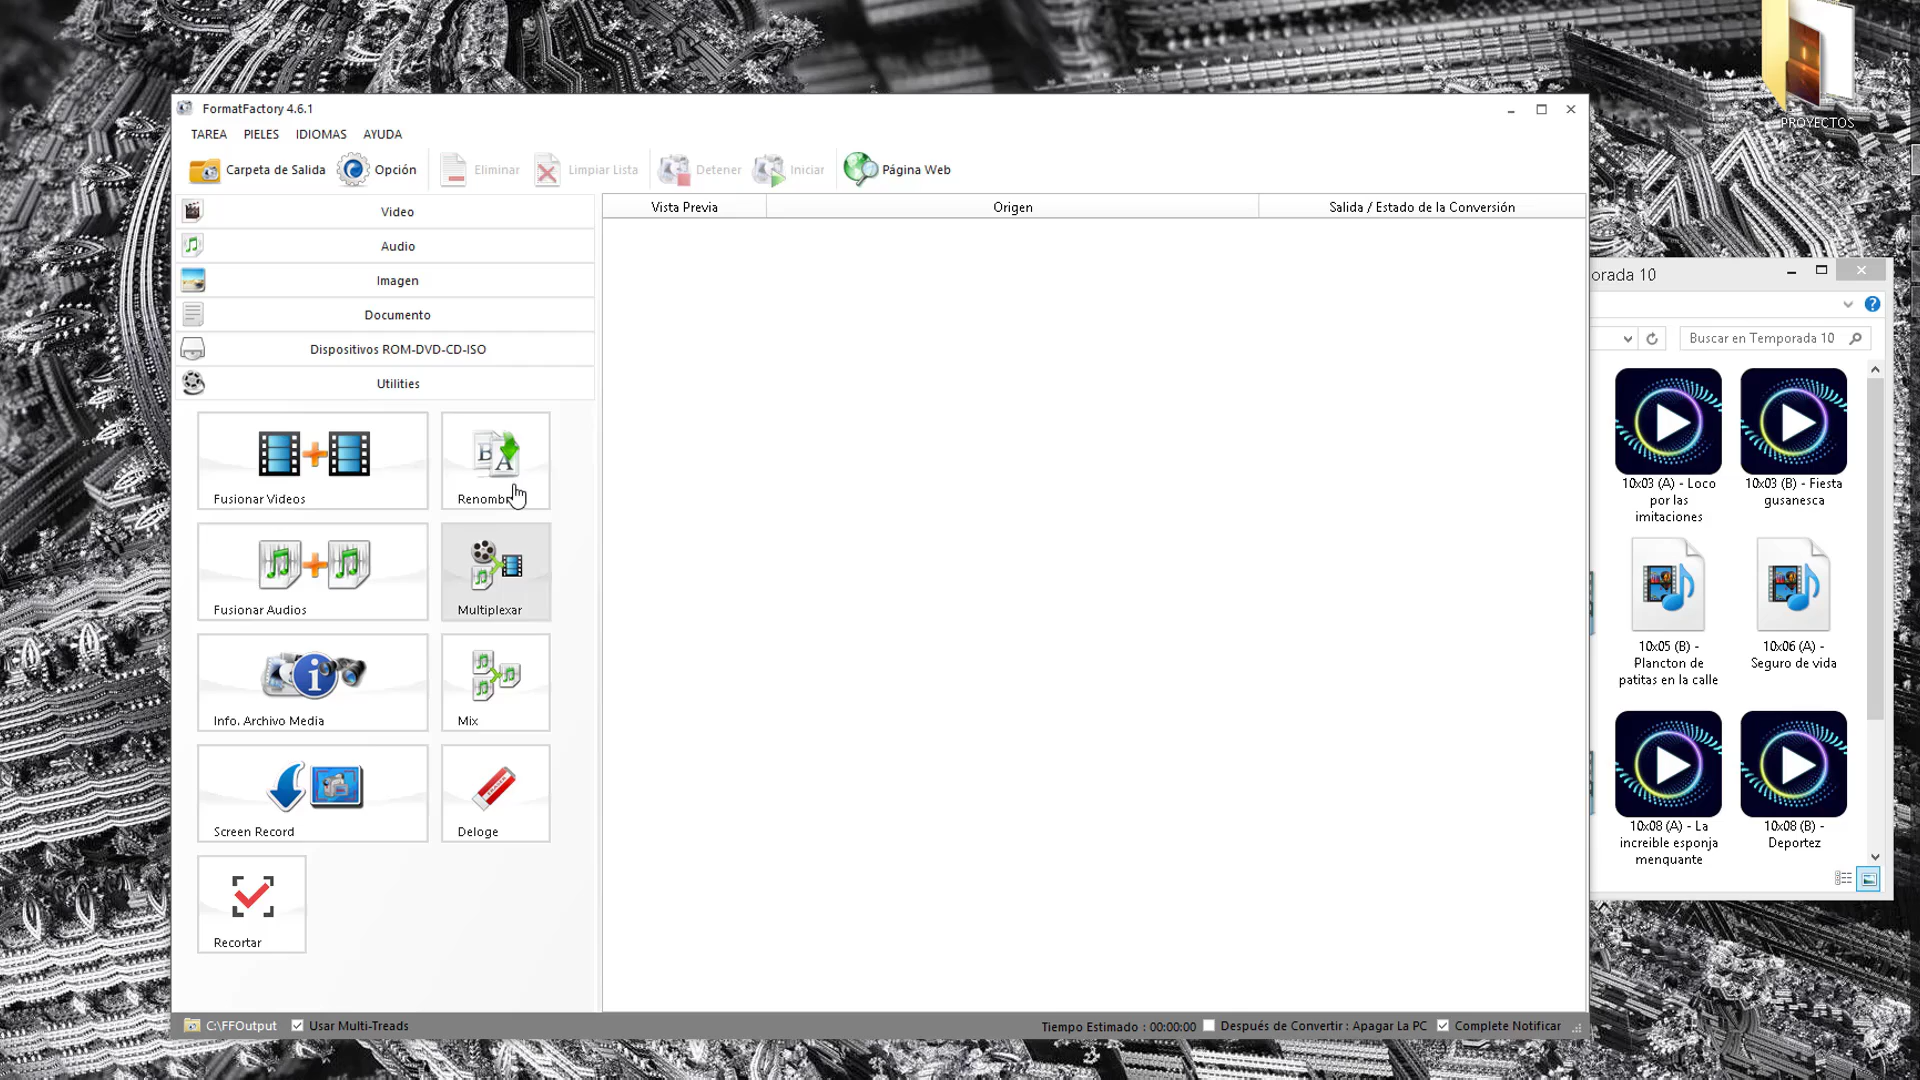 PROYECTOS
FormatFactory 4.6.1
TAREA PIELES IDIOMAS AYUDA
Carpeta de Salida Opción Eliminar Limpiar Lista Detener Iniciar Página Web
Video
Audio
Imagen
Documento
Dispositivos ROM-DVD-CD-ISO
Utilities
Fusionar Videos
Fusionar Audios
Multiplexar
Info. Archivo Media
Mix
Screen Record
Deloge
Recortar
Vista Previa Origen Salida / Estado de la Conversión
C:\FFOutput Usar Multi-Treads
Tiempo Estimado : 00:00:00 Después de Convertir : Apagar La PC Complete Notificar
orada 10
Buscar en Temporada 10
10x03 (A) - Loco
por las
imitaciones
10x03 (B) - Fiesta
gusanesca
10x05 (B) -
Plancton de
patitas en la calle
10x06 (A) -
Seguro de vida
10x08 (A) - La
increible esponja
menguante
10x08 (B) -
Deportez